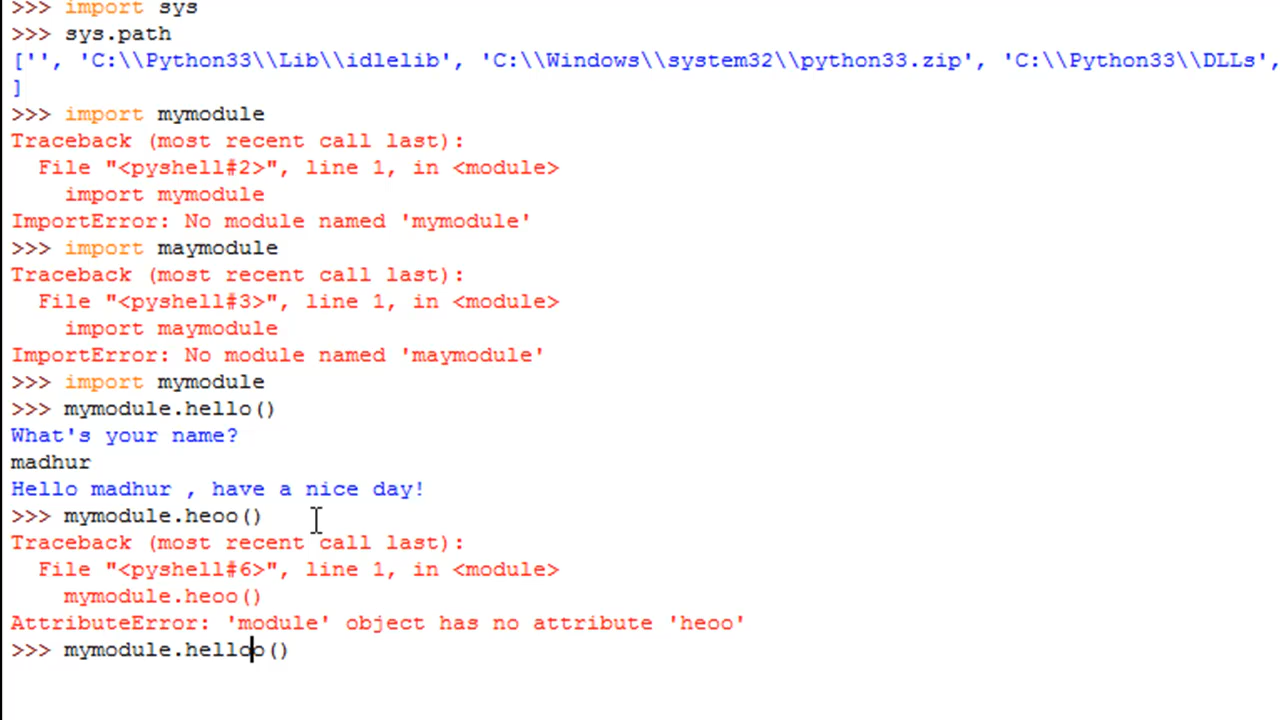 >>> import sys
>>> sys.path
['', 'C:\\Python33\\Lib\\idlelib', 'C:\\Windows\\system32\\python33.zip', 'C:\\Python33\\DLLs',
]
>>> import mymodule
Traceback (most recent call last):
  File "<pyshell#2>", line 1, in <module>
    import mymodule
ImportError: No module named 'mymodule'
>>> import maymodule
Traceback (most recent call last):
  File "<pyshell#3>", line 1, in <module>
    import maymodule
ImportError: No module named 'maymodule'
>>> import mymodule
>>> mymodule.hello()
What's your name?
madhur
Hello madhur , have a nice day!
>>> mymodule.heoo()
Traceback (most recent call last):
  File "<pyshell#6>", line 1, in <module>
    mymodule.heoo()
AttributeError: 'module' object has no attribute 'heoo'
>>> mymodule.helloo()